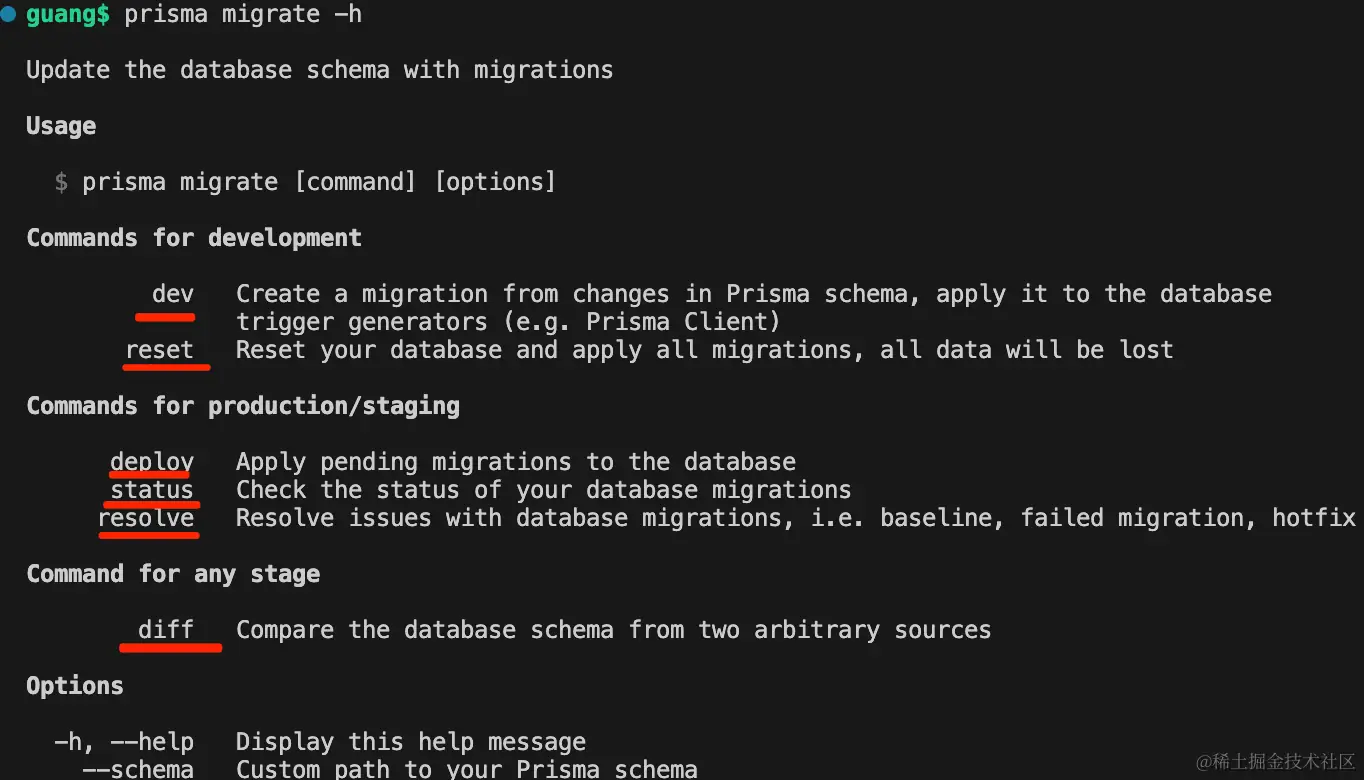 guang$ prisma migrate -h
Update the database schema with migrations
Usage
$ prisma migrate [command] [options]
Commands for development
dev   Create a migration from changes in Prisma schema, apply it to the database
trigger generators (e.g. Prisma Client)
reset   Reset your database and apply all migrations, all data will be lost
Commands for production/staging
deploy   Apply pending migrations to the database
status   Check the status of your database migrations
resolve   Resolve issues with database migrations, i.e. baseline, failed migration, hotfix
Command for any stage
diff   Compare the database schema from two arbitrary sources
Options
-h, --help   Display this help message
--schema   Custom path to your Prisma schema
@稀土掘金技术社区